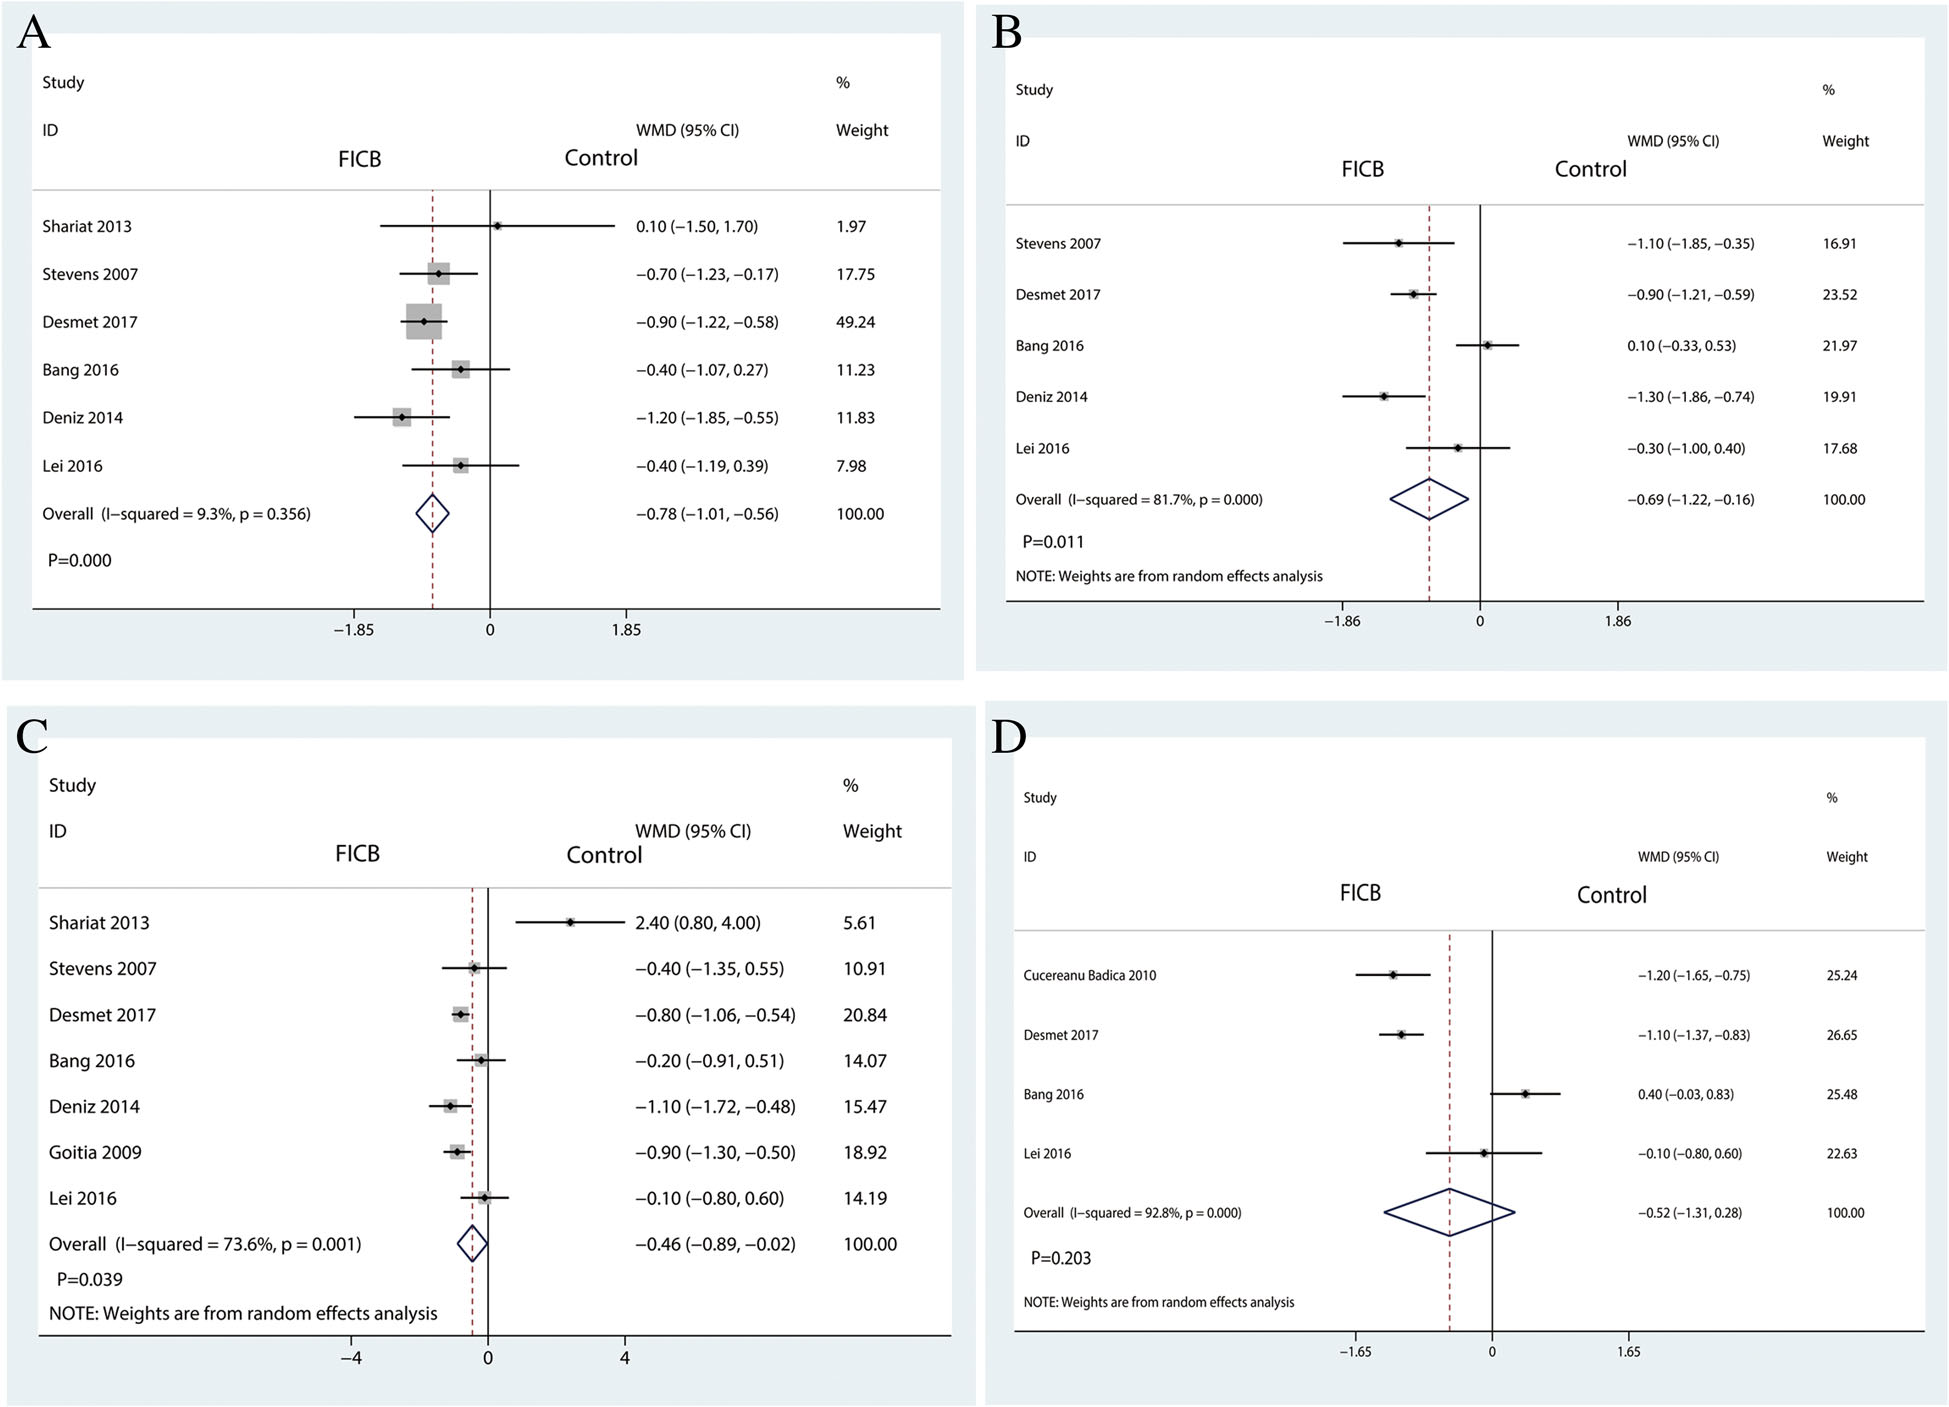 A
Study %
ID WMD (95% CI) Weight
FICB Control
Shariat 2013 0.10 (−1.50, 1.70) 1.97
Stevens 2007 −0.70 (−1.23, −0.17) 17.75
Desmet 2017 −0.90 (−1.22, −0.58) 49.24
Bang 2016 −0.40 (−1.07, 0.27) 11.23
Deniz 2014 −1.20 (−1.85, −0.55) 11.83
Lei 2016 −0.40 (−1.19, 0.39) 7.98
Overall (I−squared = 9.3%, p = 0.356) −0.78 (−1.01, −0.56) 100.00
P=0.000
−1.85 0 1.85
B
Study %
ID WMD (95% CI) Weight
FICB Control
Stevens 2007 −1.10 (−1.85, −0.35) 16.91
Desmet 2017 −0.90 (−1.21, −0.59) 23.52
Bang 2016 0.10 (−0.33, 0.53) 21.97
Deniz 2014 −1.30 (−1.86, −0.74) 19.91
Lei 2016 −0.30 (−1.00, 0.40) 17.68
Overall (I−squared = 81.7%, p = 0.000) −0.69 (−1.22, −0.16) 100.00
P=0.011
NOTE: Weights are from random effects analysis
−1.86 0 1.86
C
Study %
ID WMD (95% CI) Weight
FICB Control
Shariat 2013 2.40 (0.80, 4.00) 5.61
Stevens 2007 −0.40 (−1.35, 0.55) 10.91
Desmet 2017 −0.80 (−1.06, −0.54) 20.84
Bang 2016 −0.20 (−0.91, 0.51) 14.07
Deniz 2014 −1.10 (−1.72, −0.48) 15.47
Goitia 2009 −0.90 (−1.30, −0.50) 18.92
Lei 2016 −0.10 (−0.80, 0.60) 14.19
Overall (I−squared = 73.6%, p = 0.001) −0.46 (−0.89, −0.02) 100.00
P=0.039
NOTE: Weights are from random effects analysis
−4 0 4
D
Study %
ID WMD (95% CI) Weight
FICB Control
Cucereanu Badica 2010 −1.20 (−1.65, −0.75) 25.24
Desmet 2017 −1.10 (−1.37, −0.83) 26.65
Bang 2016 0.40 (−0.03, 0.83) 25.48
Lei 2016 −0.10 (−0.80, 0.60) 22.63
Overall (I−squared = 92.8%, p = 0.000) −0.52 (−1.31, 0.28) 100.00
P=0.203
NOTE: Weights are from random effects analysis
−1.65 0 1.65